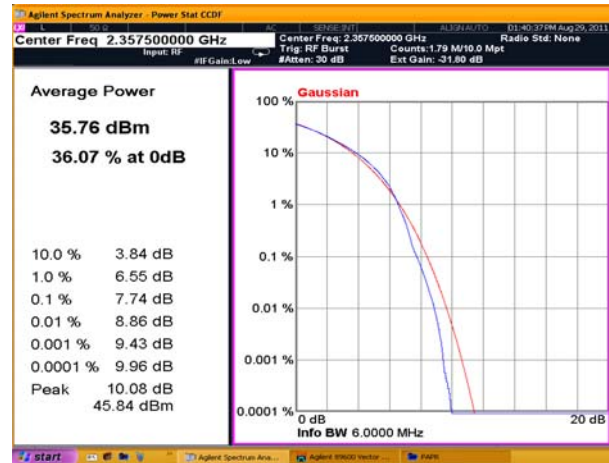 Agilent Spectrum Analyzer - Power Stat CCDF
L 50 Ω AC SENSE:INT ALIGN AUTO 01:40:37PM Aug 29, 2011
Center Freq 2.357500000 GHz Center Freq: 2.357500000 GHz Radio Std: None
Input: RF Trig: RF Burst Counts:1.79 M/10.0 Mpt
#IFGain:Low #Atten: 30 dB Ext Gain: -31.80 dB
Average Power
35.76 dBm
36.07 % at 0dB
10.0 % 3.84 dB
1.0 % 6.55 dB
0.1 % 7.74 dB
0.01 % 8.86 dB
0.001 % 9.43 dB
0.0001 % 9.96 dB
Peak 10.08 dB
45.84 dBm
Gaussian
100 %
10 %
1 %
0.1 %
0.01 %
0.001 %
0.0001 %
0 dB 20 dB
Info BW 6.0000 MHz
start Agilent Spectrum Ana... Agilent 89600 Vector ... PAPR